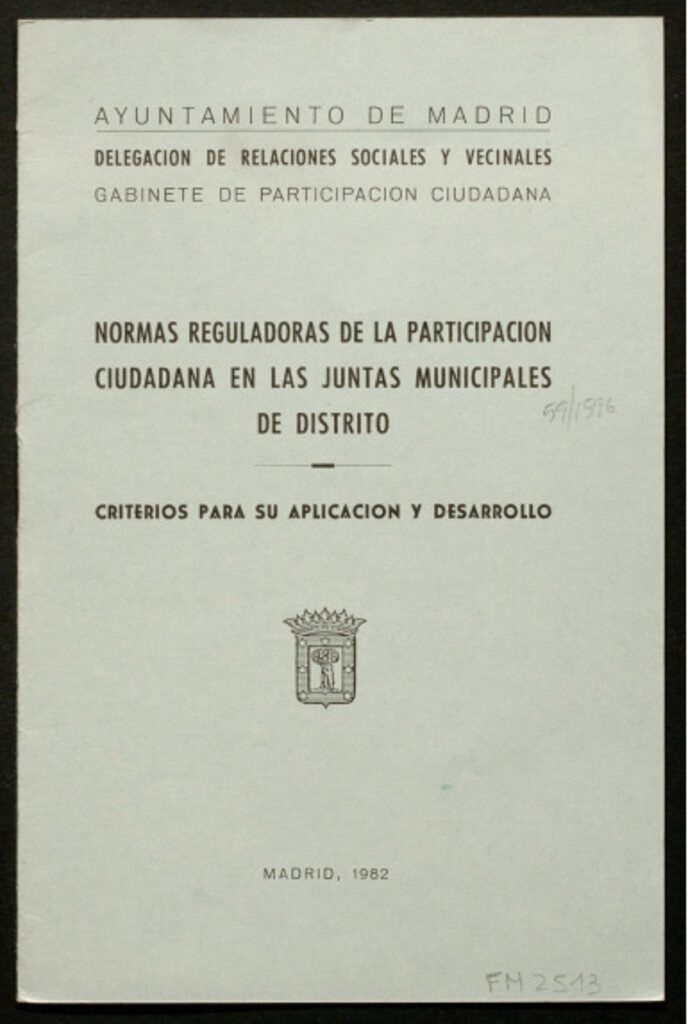 AYUNTAMIENTO DE MADRID
DELEGACION DE RELACIONES SOCIALES Y VECINALES
GABINETE DE PARTICIPACION CIUDADANA
NORMAS REGULADORAS DE LA PARTICIPACION
CIUDADANA EN LAS JUNTAS MUNICIPALES
DE DISTRITO
CRITERIOS PARA SU APLICACION Y DESARROLLO
MADRID, 1982
FM 2513